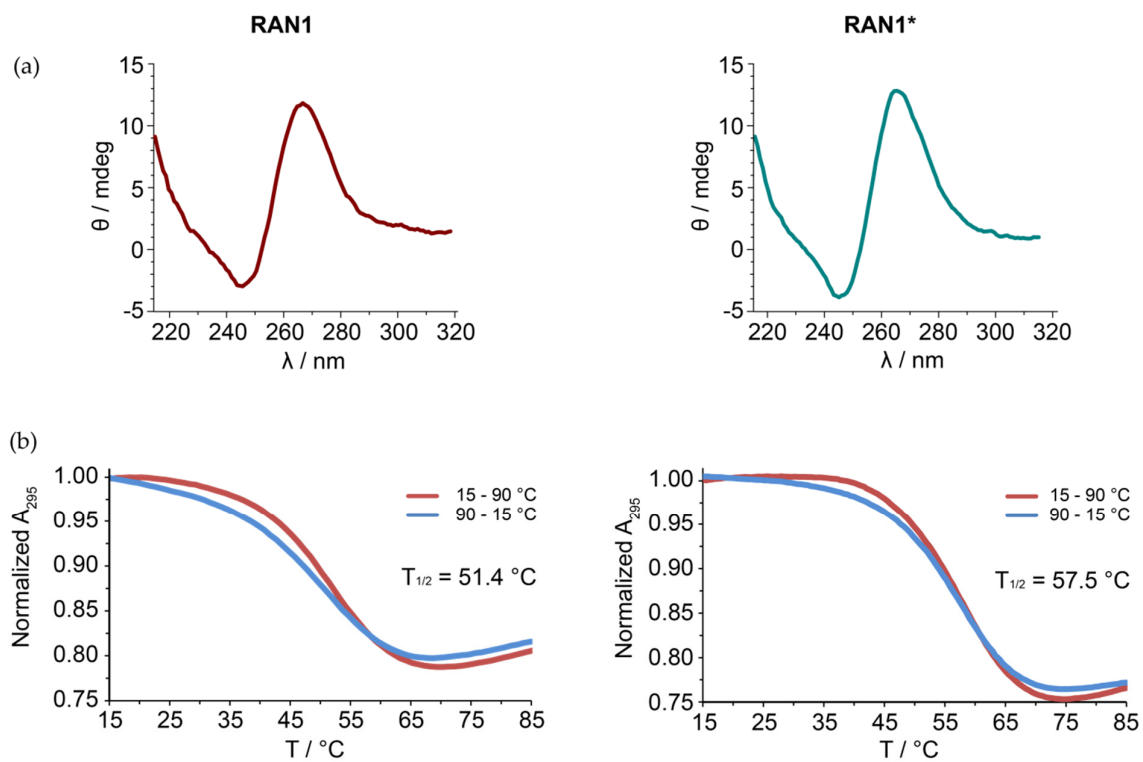 RAN1 RAN1*
(a)
15 15
10 10
5 5
0 0
-5 -5
θ / mdeg θ / mdeg
220 240 260 280 300 320 220 240 260 280 300 320
λ / nm λ / nm
(b)
1.00 1.00
0.95 0.95
0.90 0.90
0.85 0.85
0.80 0.80
0.75 0.75
Normalized A295 Normalized A295
15 - 90 °C 15 - 90 °C
90 - 15 °C 90 - 15 °C
T1/2 = 51.4 °C T1/2 = 57.5 °C
15 25 35 45 55 65 75 85 15 25 35 45 55 65 75 85
T / °C T / °C